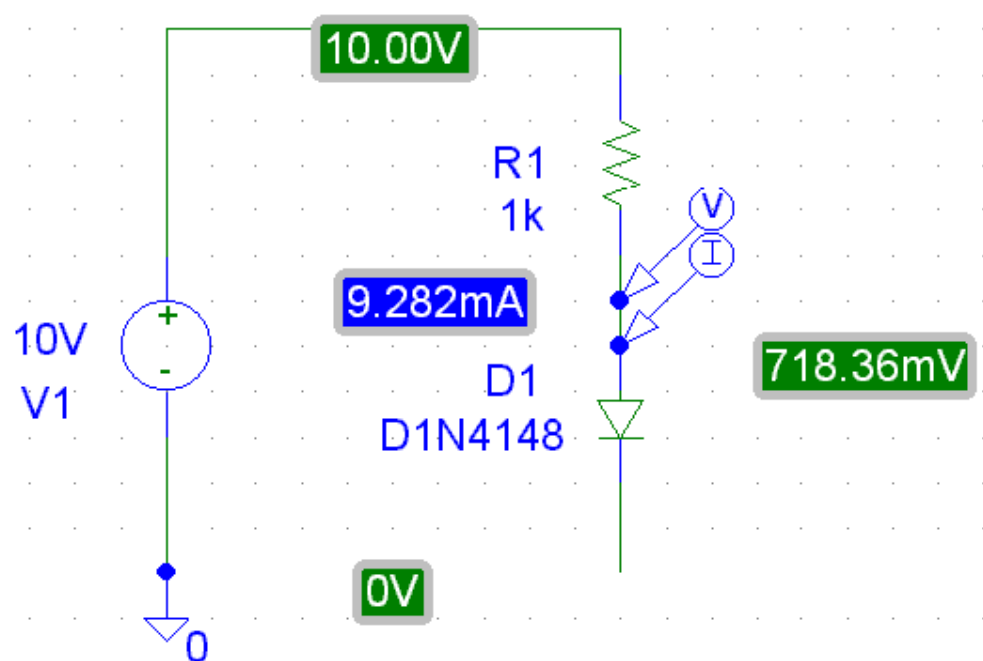 10.00V
R1
1k
V
I
9.282mA
+
10V
-
V1
718.36mV
D1
D1N4148
0V
0